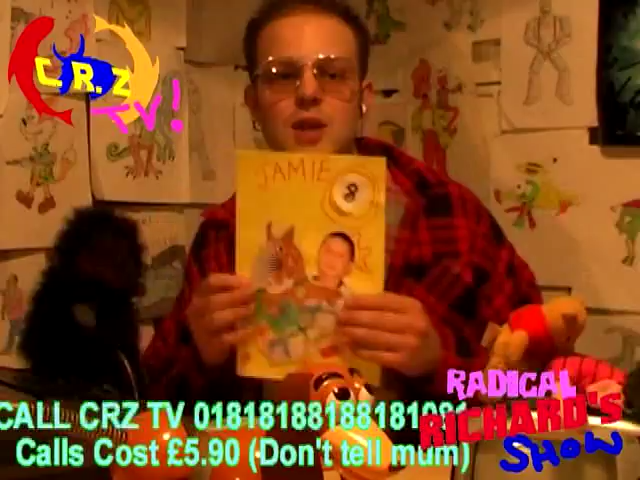 C.R.Z
TV!
JAMIE
8
RADICAL
RICHARD'S
SHOW
CALL CRZ TV
Calls Cost £5.90 (Don't tell mum)